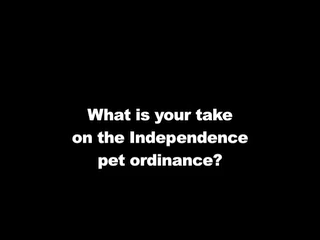 What is your take
on the Independence
pet ordinance?